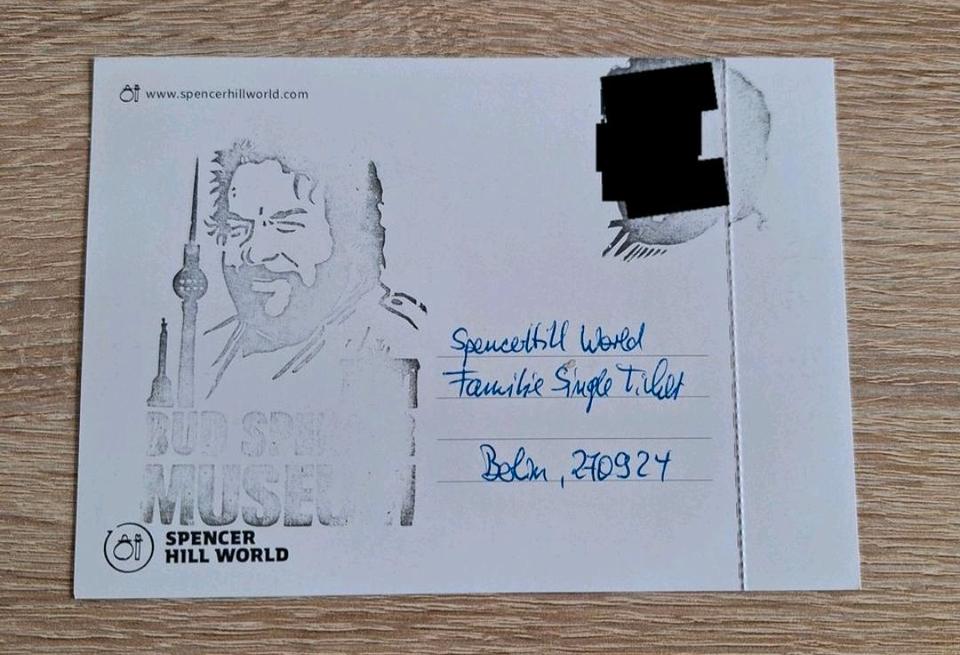 www.spencerhillworld.com
SpencerHill World
Familie Single Ticket
Berlin, 270924
BUD SPE
MUSEU
SPENCER
HILL WORLD